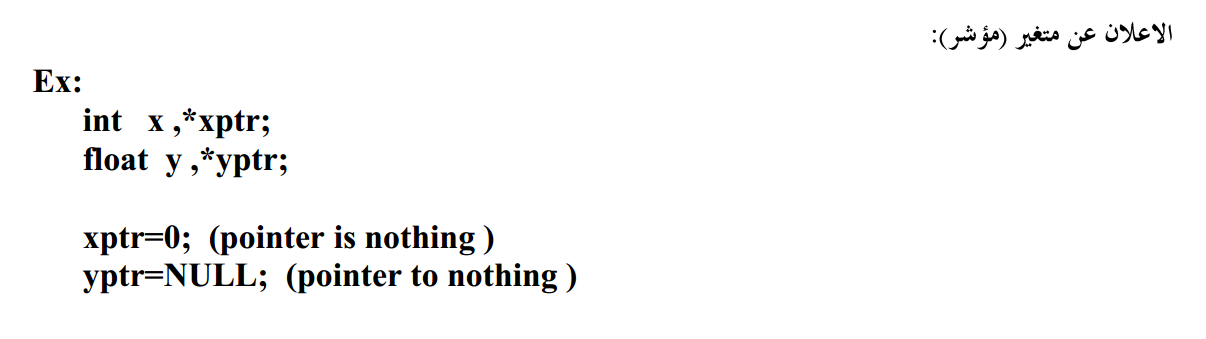 الاعلان عن متغير (مؤشر):
Ex:
int x ,*xptr;
float y ,*yptr;
xptr=0; (pointer is nothing )
yptr=NULL; (pointer to nothing )